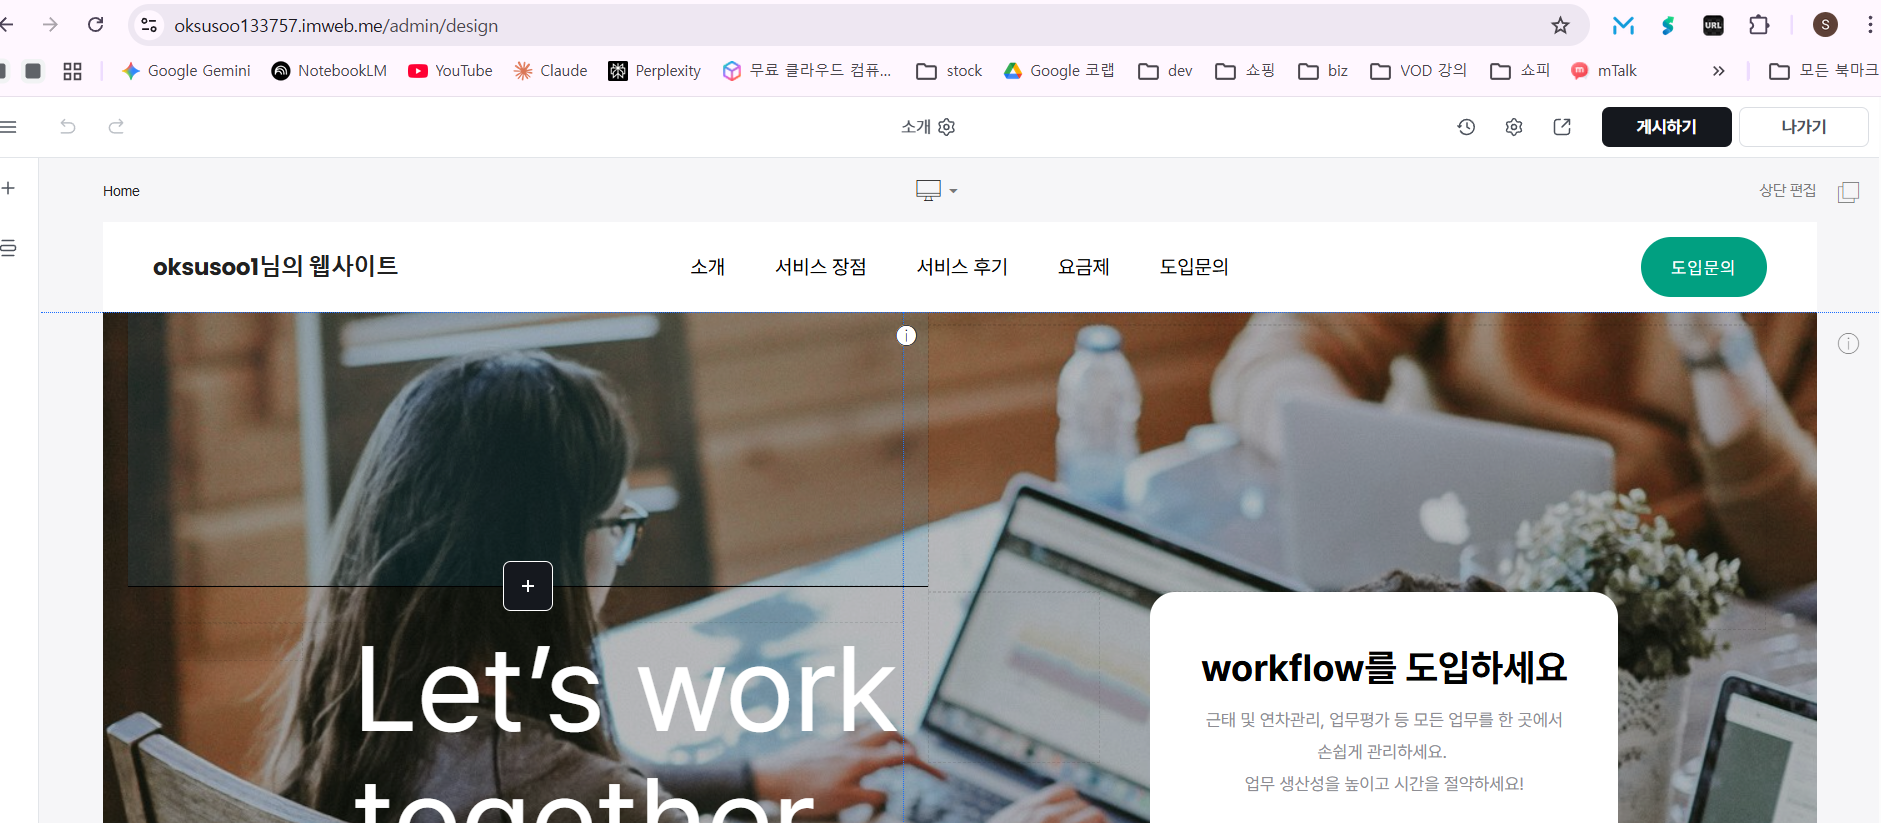 oksusoo133757.imweb.me/admin/design
URL
S
Google Gemini
NotebookLM
YouTube
Claude
Perplexity
무료 클라우드 컴퓨...
stock
Google 코랩
dev
쇼핑
biz
VOD 강의
쇼피
m
mTalk
»
모든 북마크
소개
게시하기
나가기
Home
상단 편집
oksusoo1님의 웹사이트
소개
서비스 장점
서비스 후기
요금제
도입문의
도입문의
Let's work
together
workflow를 도입하세요
근태 및 연차관리, 업무평가 등 모든 업무를 한 곳에서
손쉽게 관리하세요.
업무 생산성을 높이고 시간을 절약하세요!